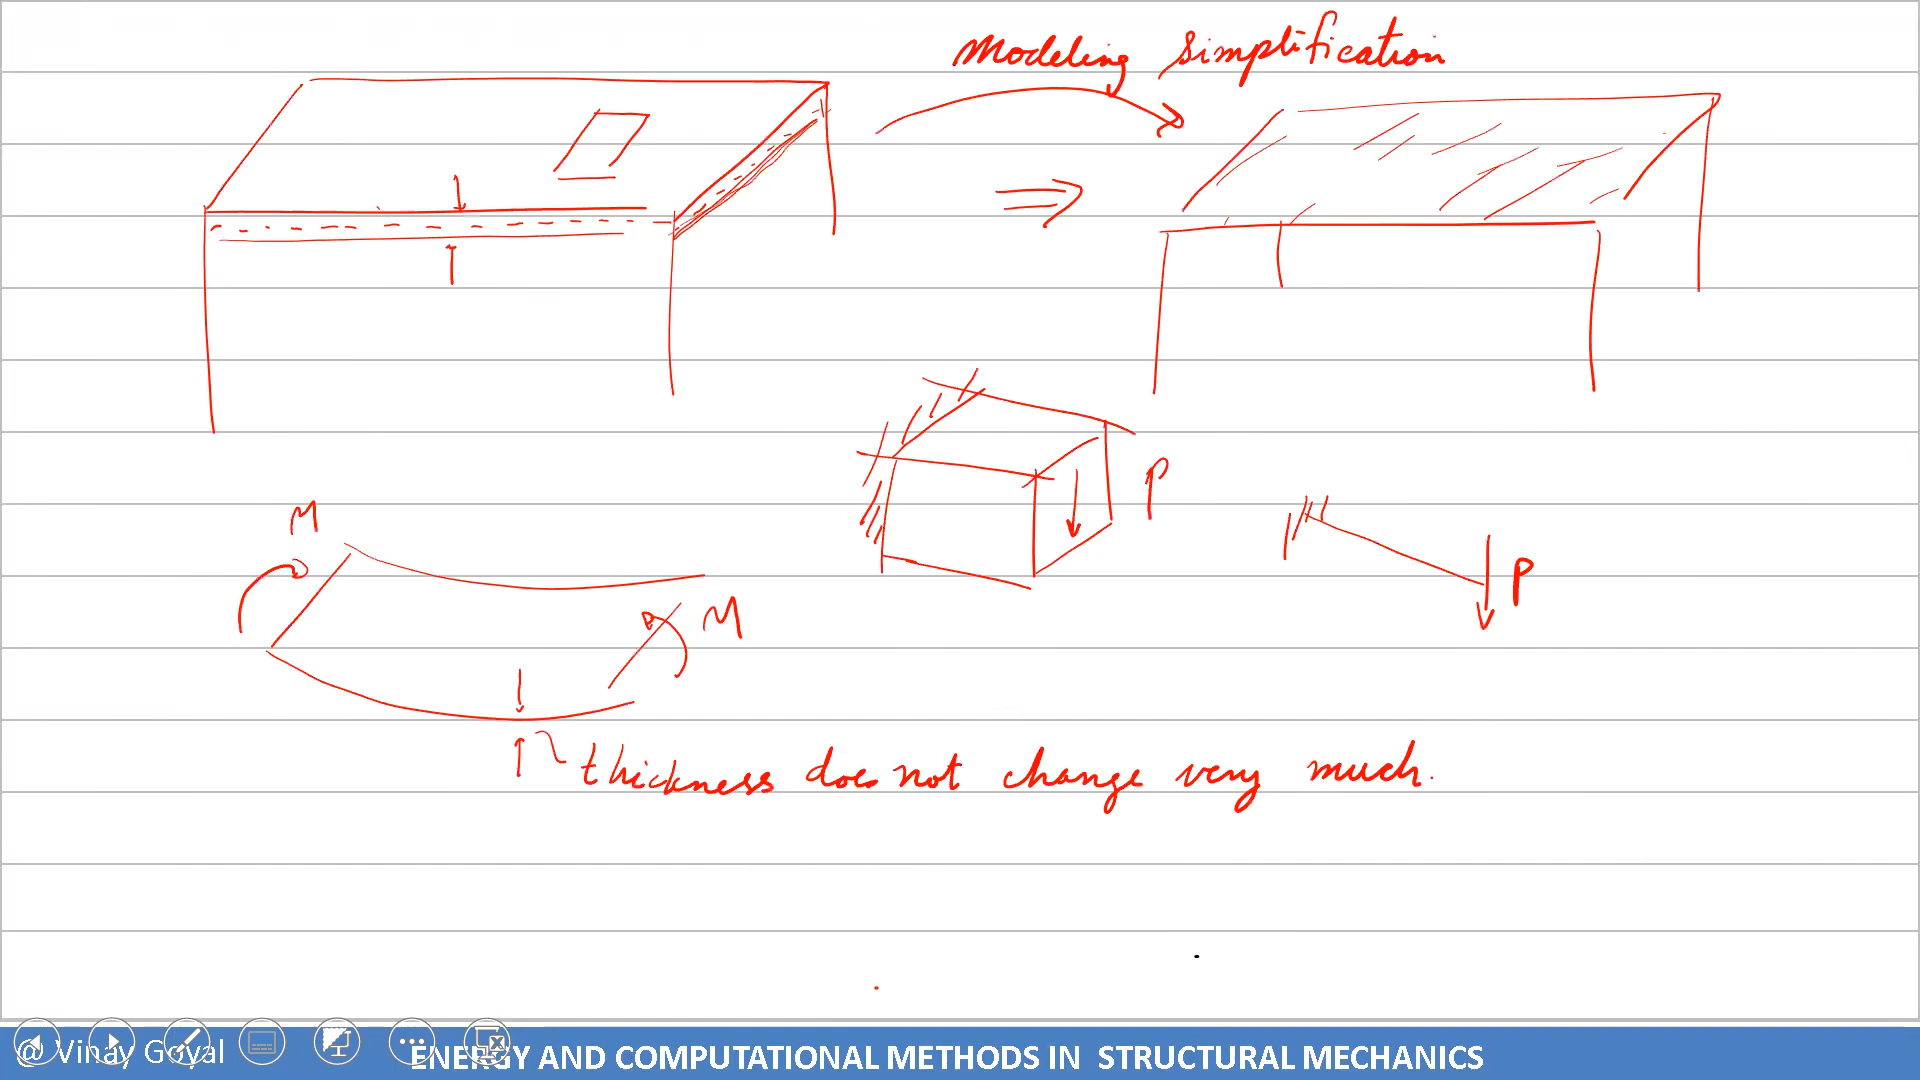 Modeling Simplification
P
M
P
M
thickness does not change very much.
@ Vinay Goyal
ENERGY AND COMPUTATIONAL METHODS IN STRUCTURAL MECHANICS